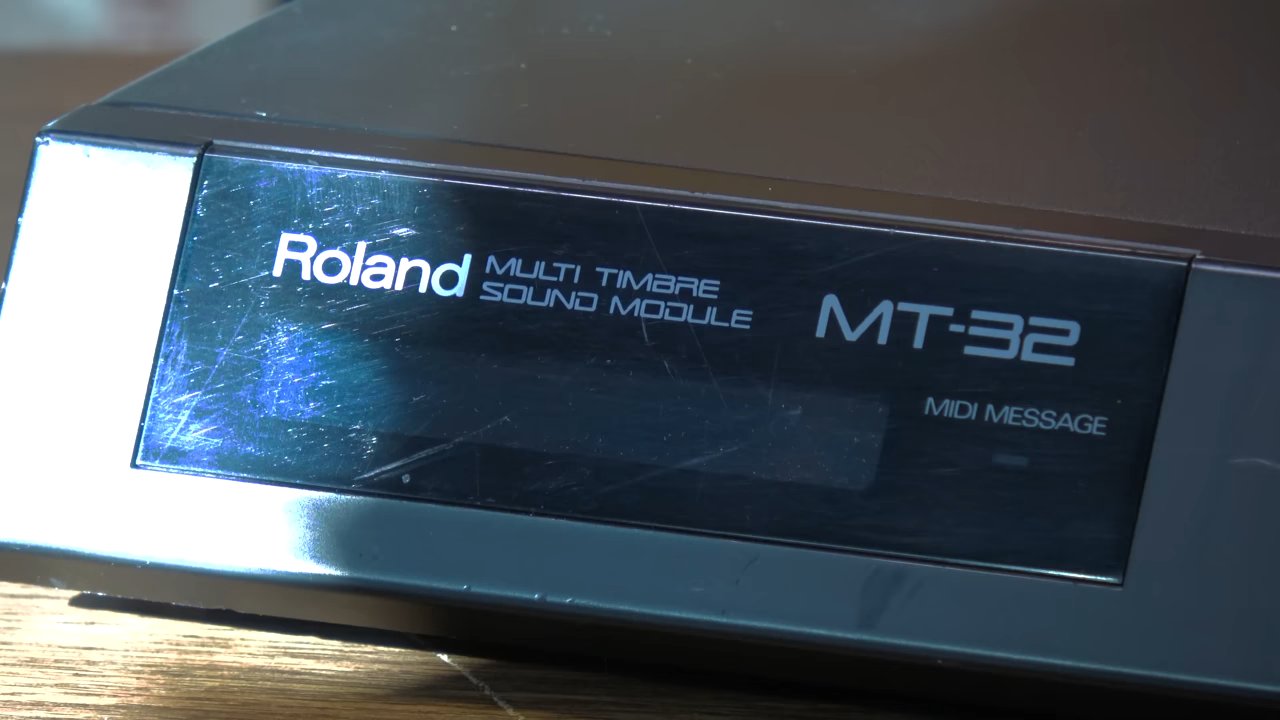 Roland
MULTI TIMBRE
SOUND MODULE
MT-32
MIDI MESSAGE